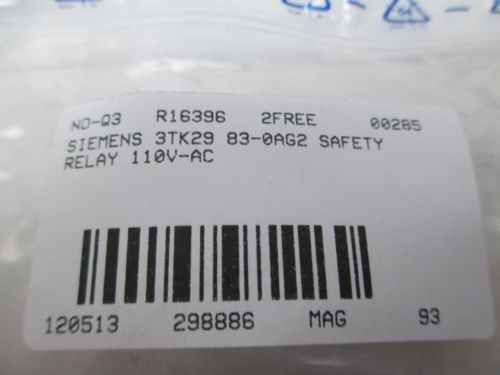 NO-Q3 R16396 2FREE 00285
SIEMENS 3TK29 83-0AG2 SAFETY
RELAY 110V-AC
120513 298886 MAG 93